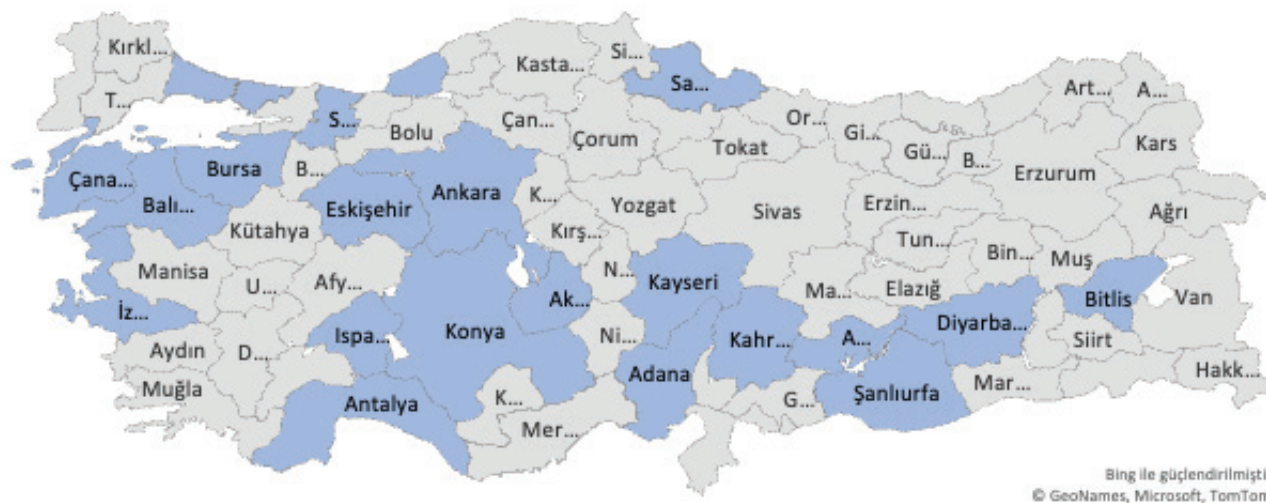 Kırkl...
T...
Kasta...
Si...
Sa...
Art...
A...
S...
Bolu
Çan...
Çorum
Tokat
Or...
Gi...
Gü...
B...
Kars
Erzurum
Çana...
Bursa
B...
Balı...
Eskişehir
Ankara
K...
Yozgat
Sivas
Erzin...
Ağrı
Kütahya
Kırş...
Tun...
Bin...
Muş
Manisa
U...
Afy...
N...
Kayseri
Ma...
Elazığ
Bitlis
Van
İz...
Ispa...
Konya
Ak...
Ni...
Kahr...
A...
Diyarba...
Siirt
Aydın
D...
Muğla
Antalya
K...
Mer...
Adana
G...
Şanlıurfa
Mar...
Hakk...
Bing ile güçlendirilmişti
© GeoNames, Microsoft, TomTom